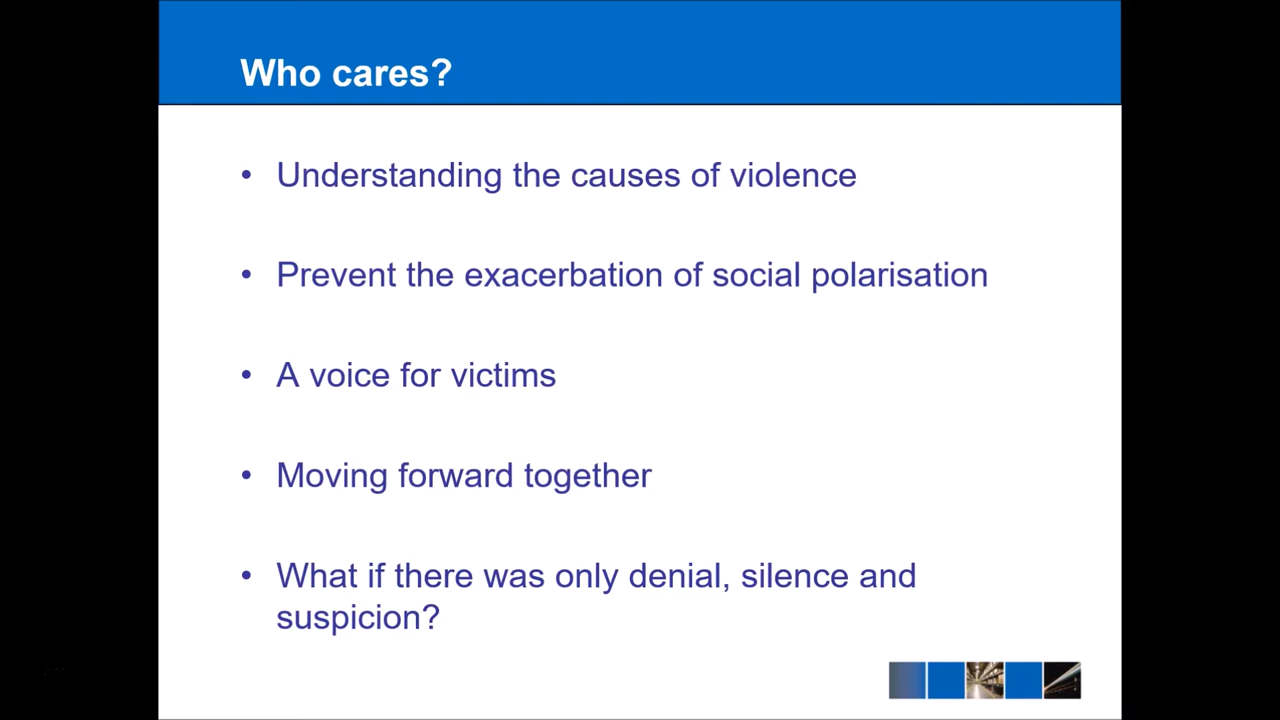 Who cares?
• Understanding the causes of violence
• Prevent the exacerbation of social polarisation
• A voice for victims
• Moving forward together
• What if there was only denial, silence and
suspicion?